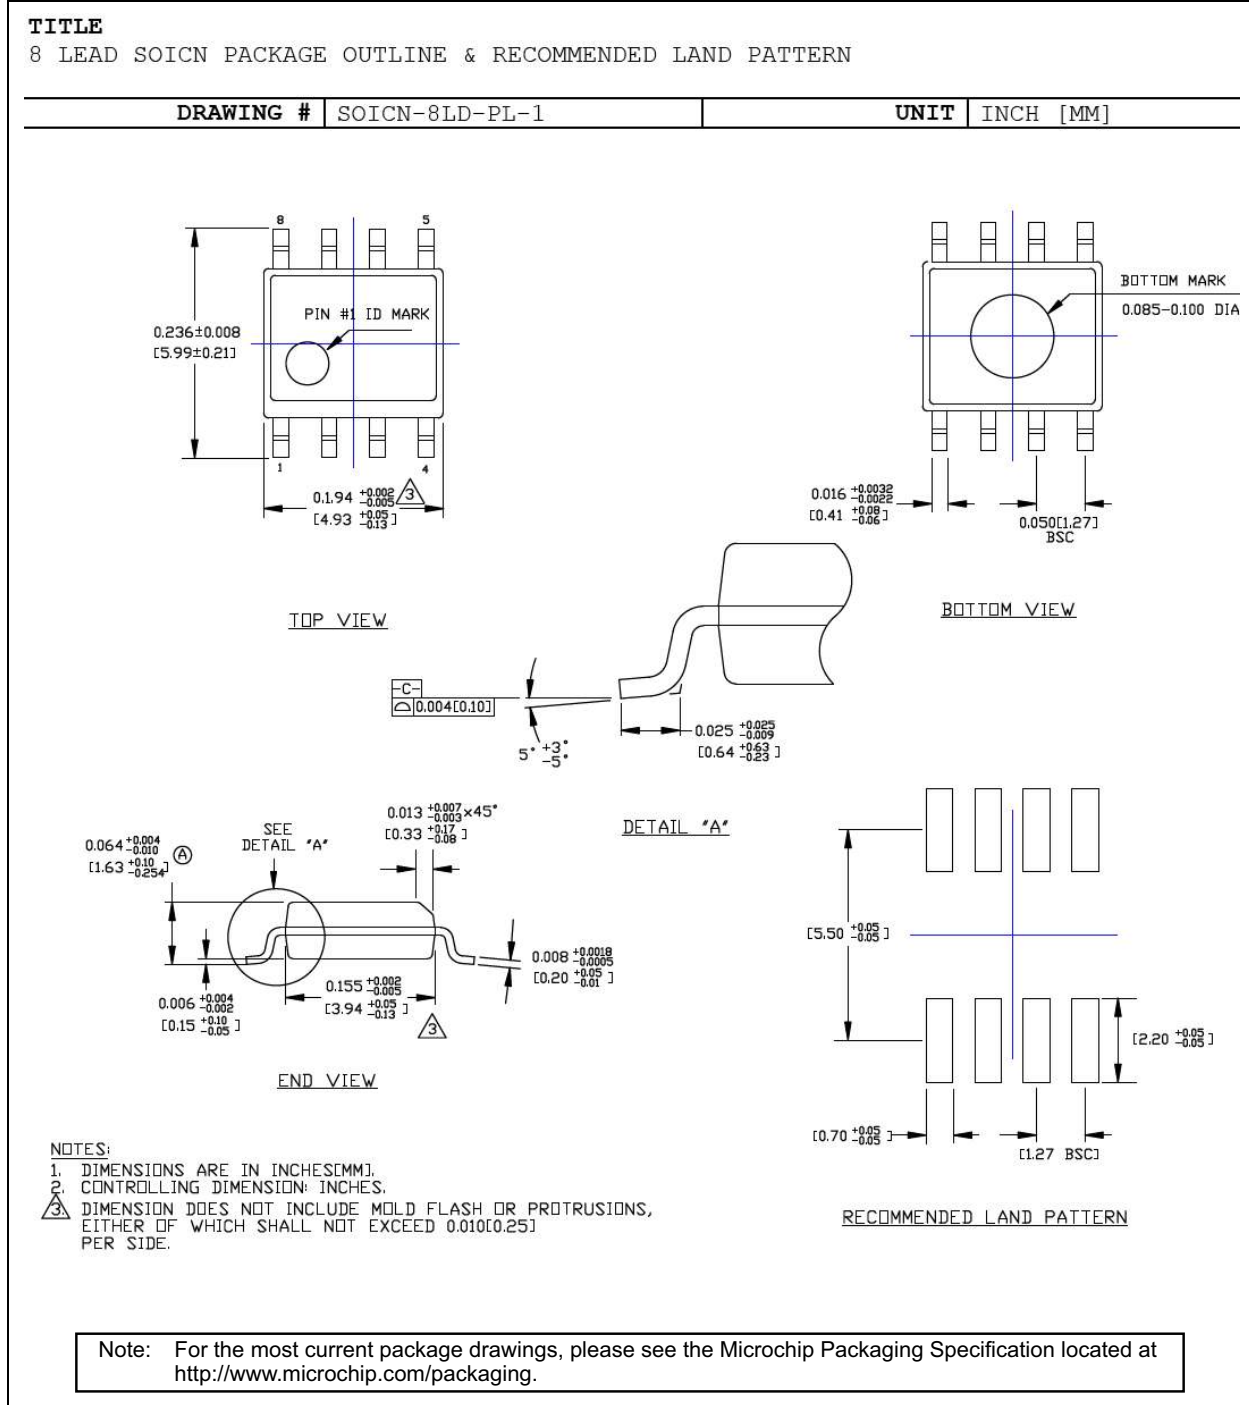 TITLE
8 LEAD SOICN PACKAGE OUTLINE & RECOMMENDED LAND PATTERN
DRAWING # SOICN-8LD-PL-1 UNIT INCH [MM]
8 5
PIN #1 ID MARK
0.236±0.008
[5.99±0.21]
1 4
0.1.94 +0.002 -0.005 3
[4.93 +0.05 -0.13 ]
TOP VIEW
BOTTOM MARK
0.085-0.100 DIA
0.016 +0.0032 -0.0022
[0.41 +0.08 -0.06 ]
0.050[1.27]
BSC
BOTTOM VIEW
-C-
0.004[0.10]
5° +3° -5°
0.025 +0.025 -0.009
[0.64 +0.63 -0.23 ]
DETAIL "A"
0.064 +0.004 -0.010
[1.63 +0.10 -0.254 ] A
SEE
DETAIL "A"
0.013 +0.007 -0.003 ×45°
[0.33 +0.17 -0.08 ]
0.008 +0.0018 -0.0005
[0.20 +0.05 -0.01 ]
0.006 +0.004 -0.002
[0.15 +0.10 -0.05 ]
0.155 +0.002 -0.005
[3.94 +0.05 -0.13 ]
3
END VIEW
[5.50 +0.05 -0.05 ]
[2.20 +0.05 -0.05 ]
[0.70 +0.05 -0.05 ]
[1.27 BSC]
RECOMMENDED LAND PATTERN
NOTES:
1. DIMENSIONS ARE IN INCHES[MM].
2. CONTROLLING DIMENSION: INCHES.
3. DIMENSION DOES NOT INCLUDE MOLD FLASH OR PROTRUSIONS,
EITHER OF WHICH SHALL NOT EXCEED 0.010[0.25]
PER SIDE.
Note: For the most current package drawings, please see the Microchip Packaging Specification located at
http://www.microchip.com/packaging.